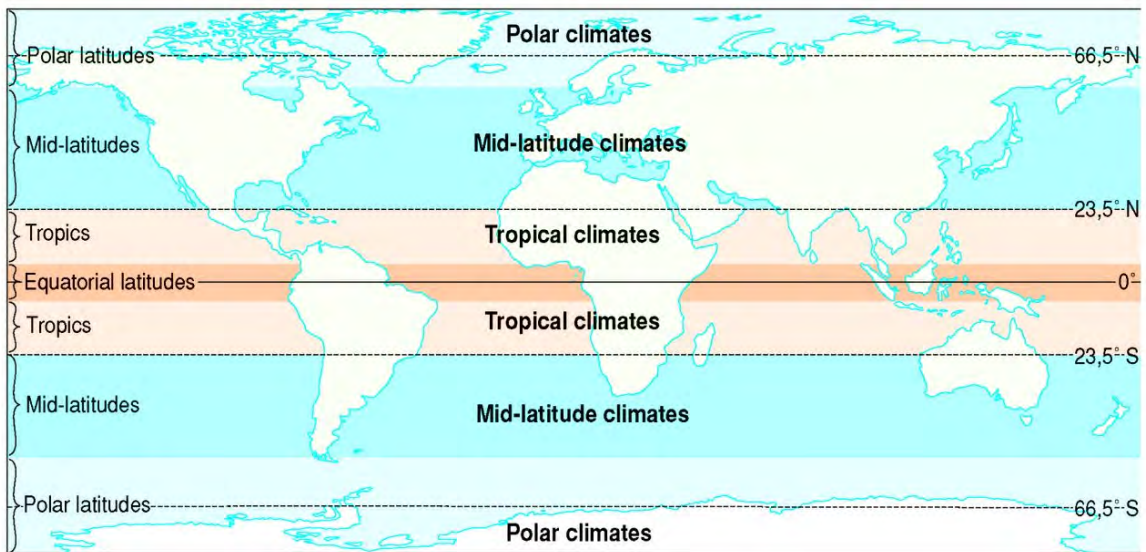 Polar climates
Polar latitudes
66,5° N
Mid-latitudes
Mid-latitude climates
23,5° N
Tropics
Tropical climates
Equatorial latitudes
0°
Tropics
Tropical climates
23,5° S
Mid-latitudes
Mid-latitude climates
Polar latitudes
66,5° S
Polar climates